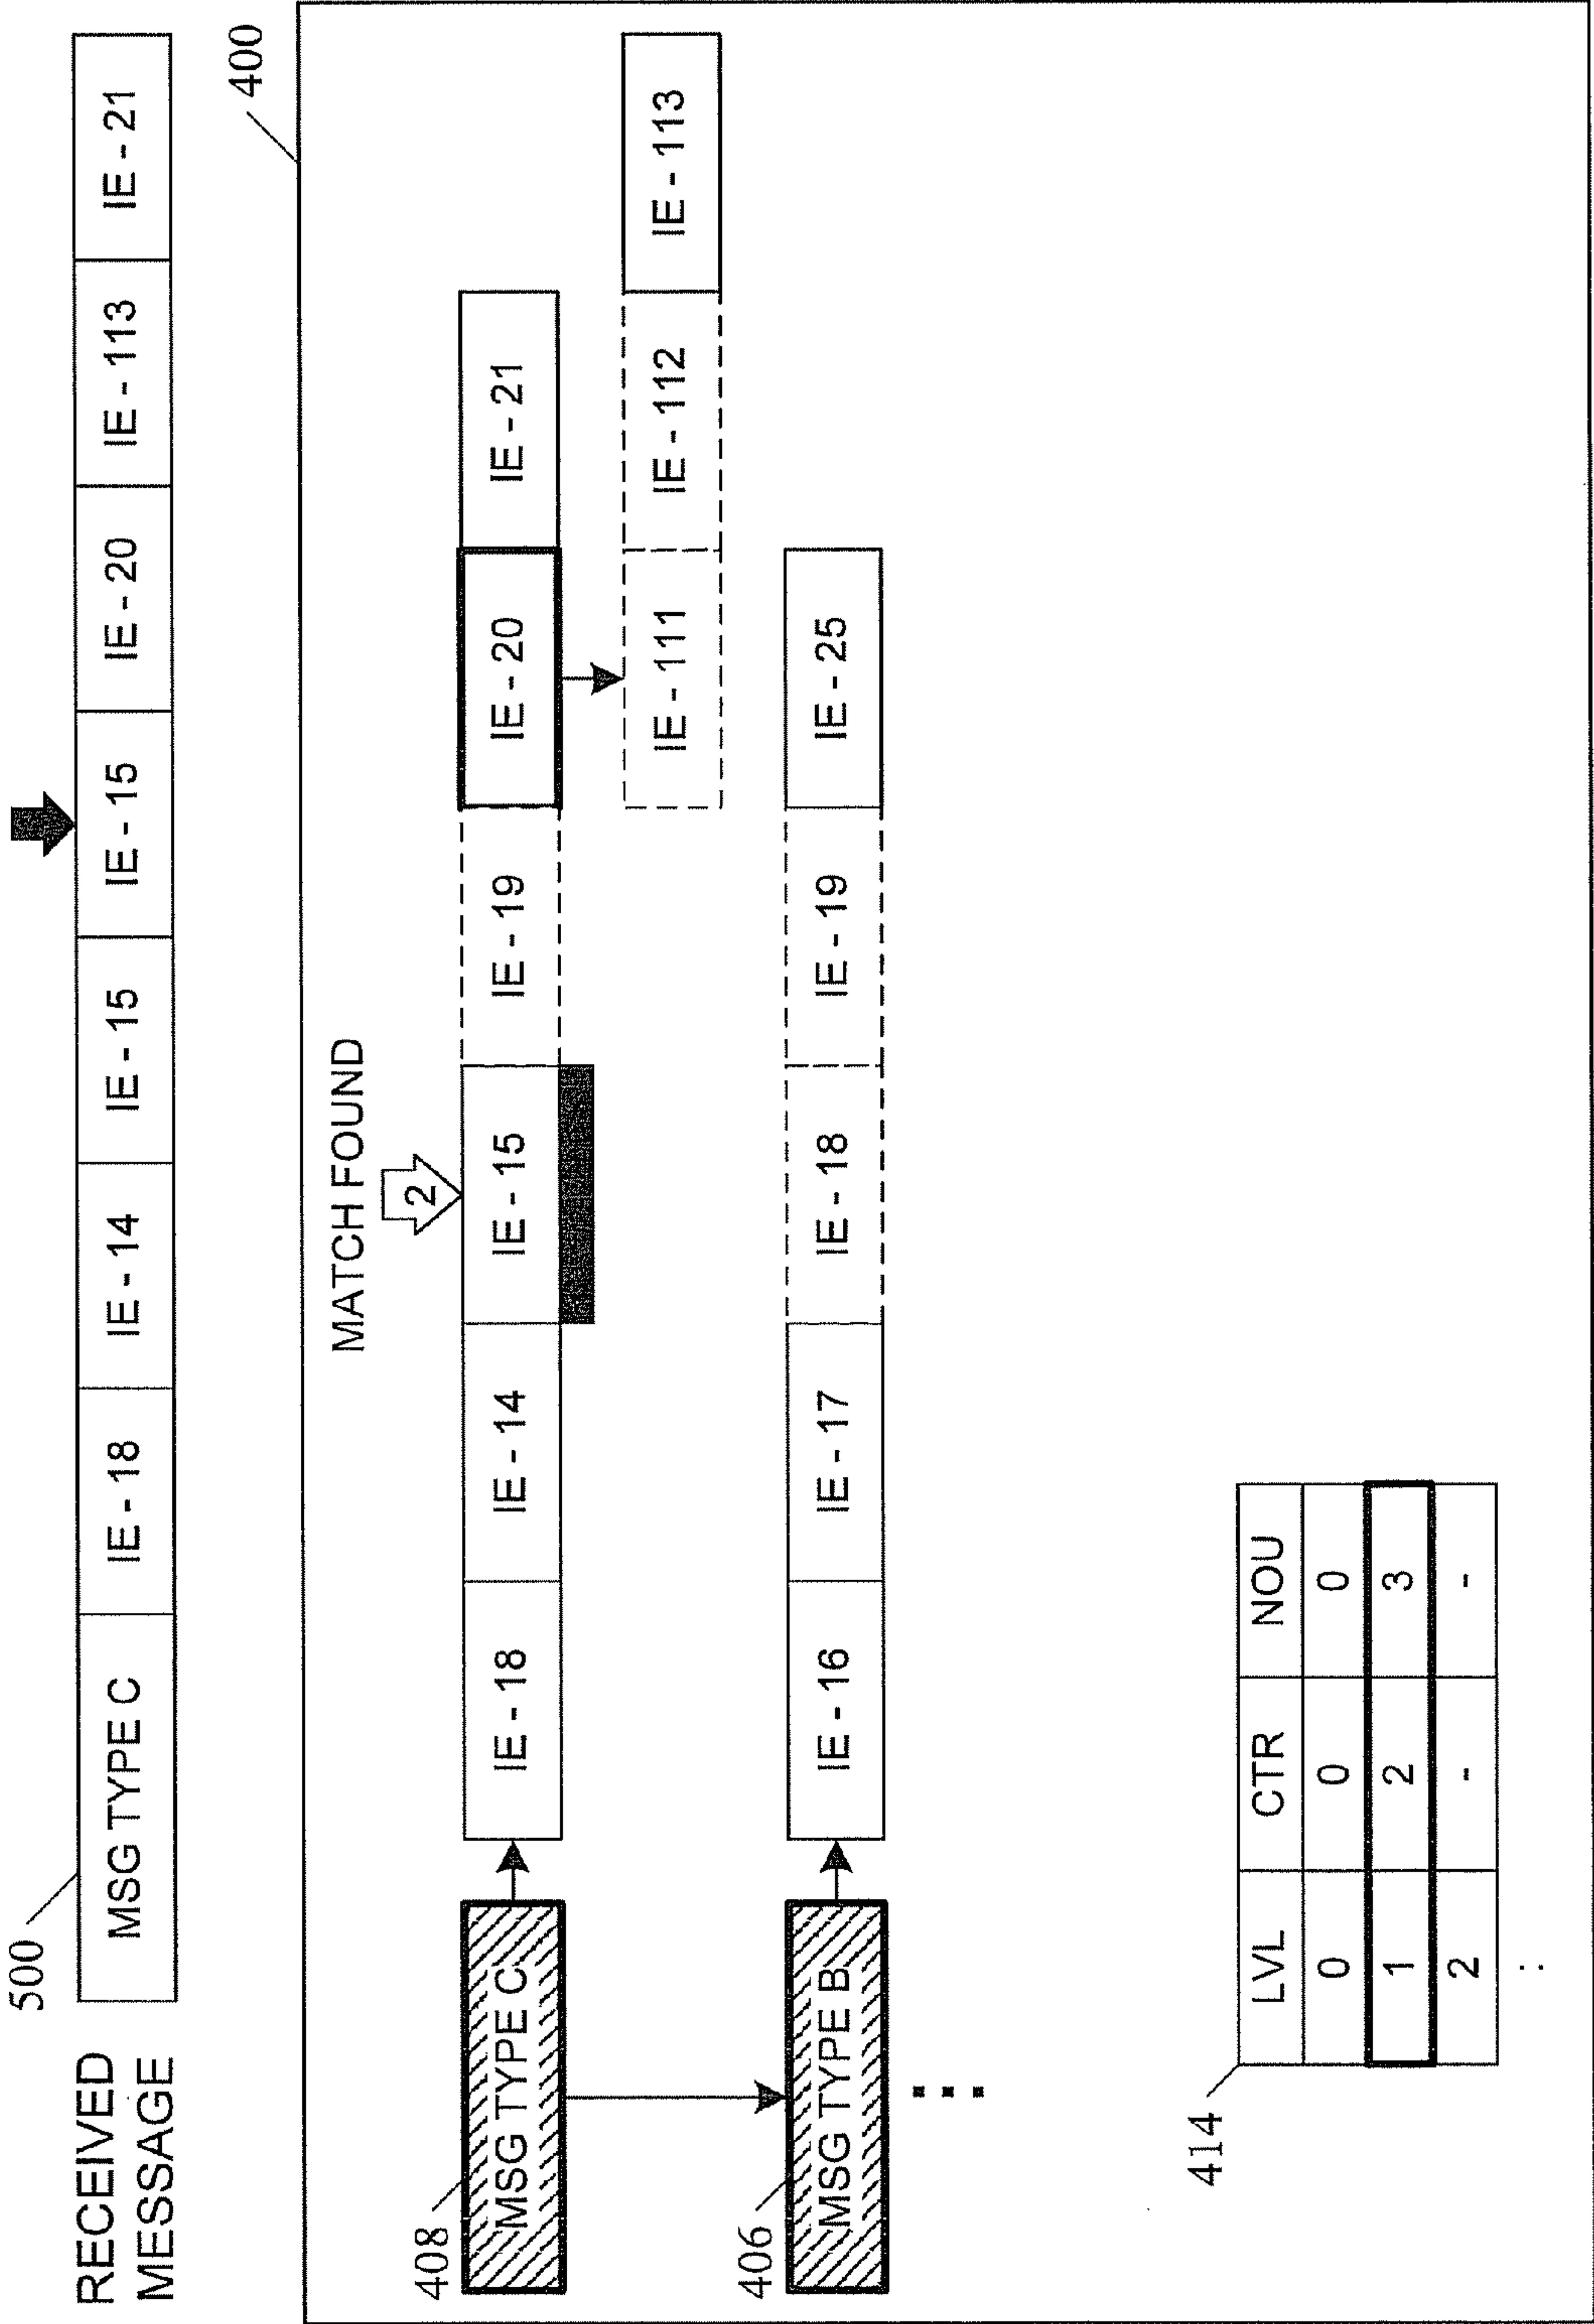 500
RECEIVED MESSAGE
MSG TYPE C IE - 18 IE - 14 IE - 15 IE - 15 IE - 20 IE - 113 IE - 21
400
MATCH FOUND
2
408
MSG TYPE C IE - 18 IE - 14 IE - 15 IE - 19 IE - 20 IE - 21
IE - 111 IE - 112 IE - 113
406
MSG TYPE B IE - 16 IE - 17 IE - 18 IE - 19 IE - 25
414
LVL CTR NOU
0 0 0
1 2 3
2 - -